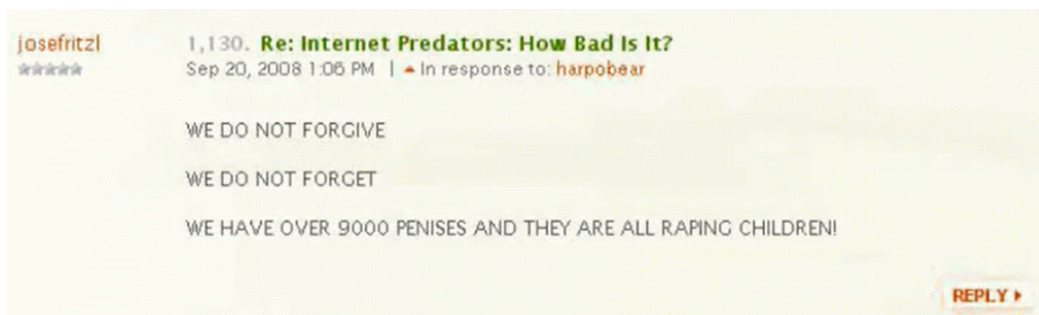 josefritzl
1,130. Re: Internet Predators: How Bad Is It?
Sep 20, 2008 1:06 PM | In response to: harpobear
WE DO NOT FORGIVE
WE DO NOT FORGET
WE HAVE OVER 9000 PENISES AND THEY ARE ALL RAPING CHILDREN!
REPLY